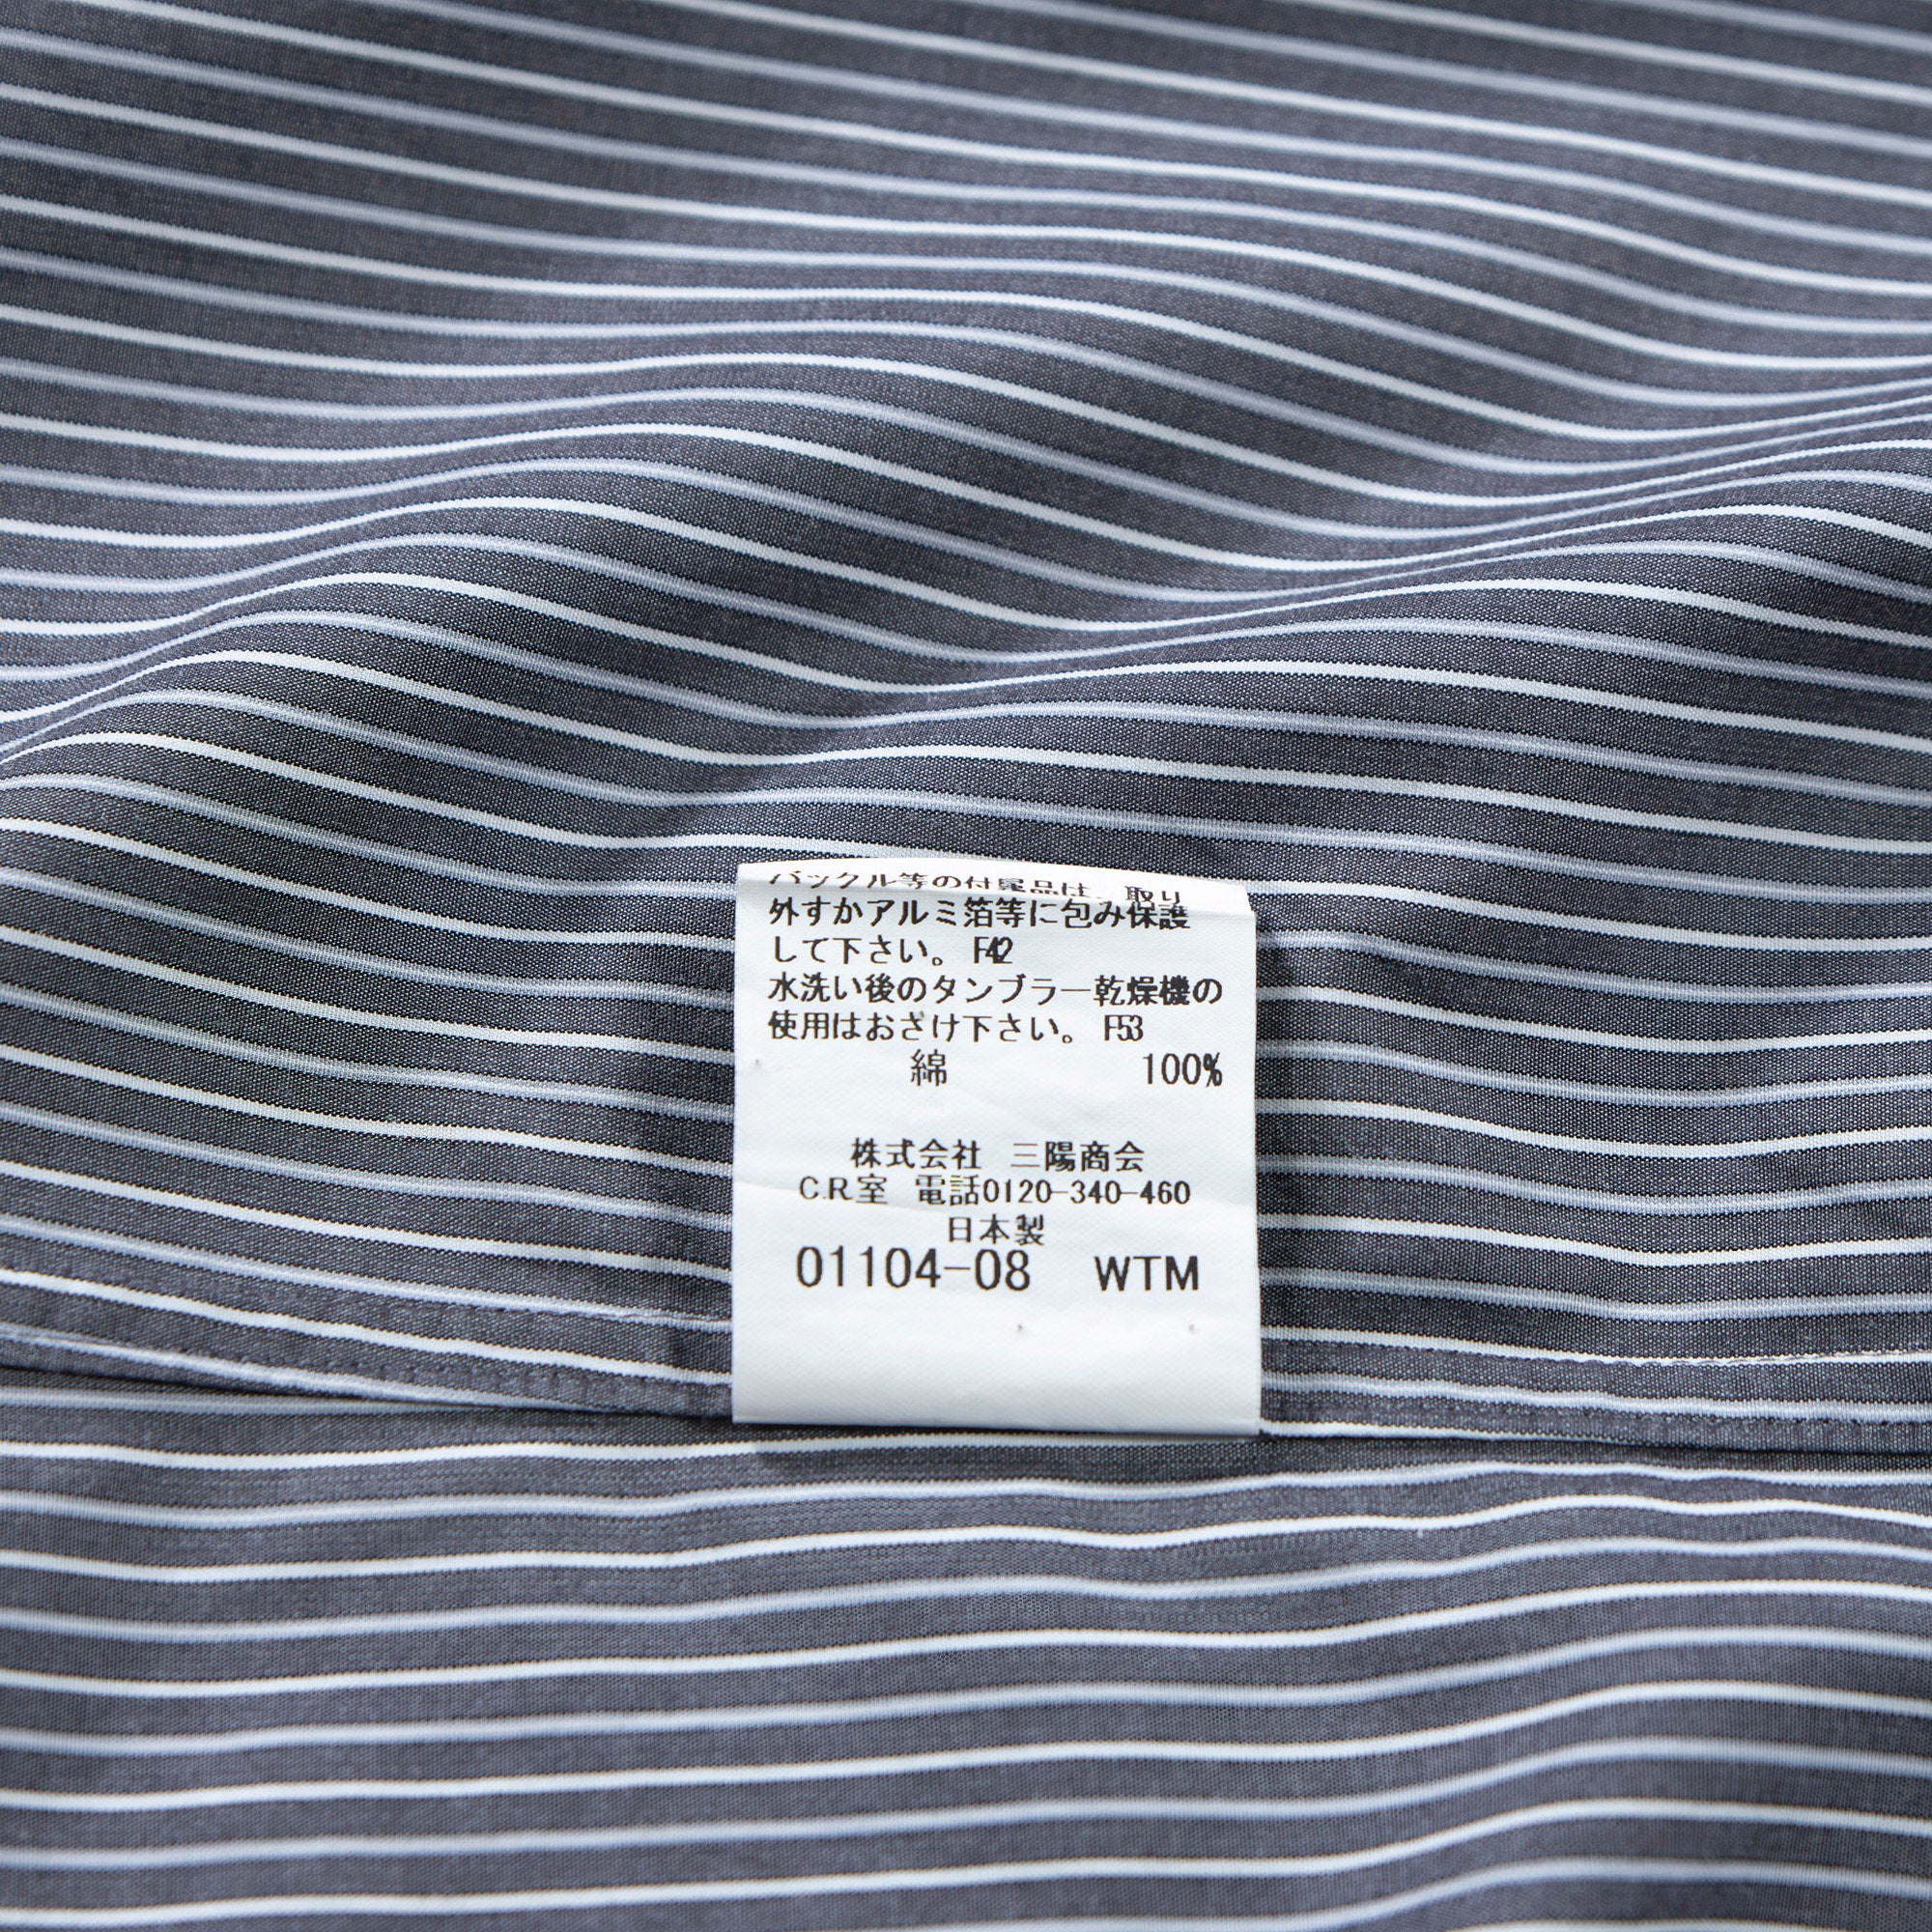 バックル等の付属品は、取り
外すかアルミ箔等に包み保護
して下さい。F42
水洗い後のタンブラー乾燥機の
使用はおさけ下さい。F53
綿 100%
株式会社 三陽商会
C.R.室 電話0120-340-460
日本製
01104-08 WTM